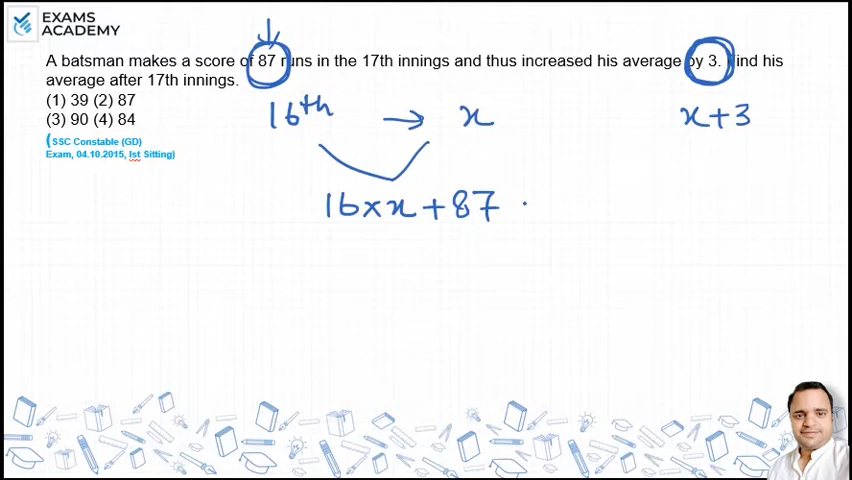 EXAMS
ACADEMY
A batsman makes a score of 87 runs in the 17th innings and thus increased his average by 3. Find his
average after 17th innings.
(1) 39 (2) 87
(3) 90 (4) 84
(SSC Constable (GD)
Exam, 04.10.2015, Ist Sitting)
16th → x x+3
16×x+87